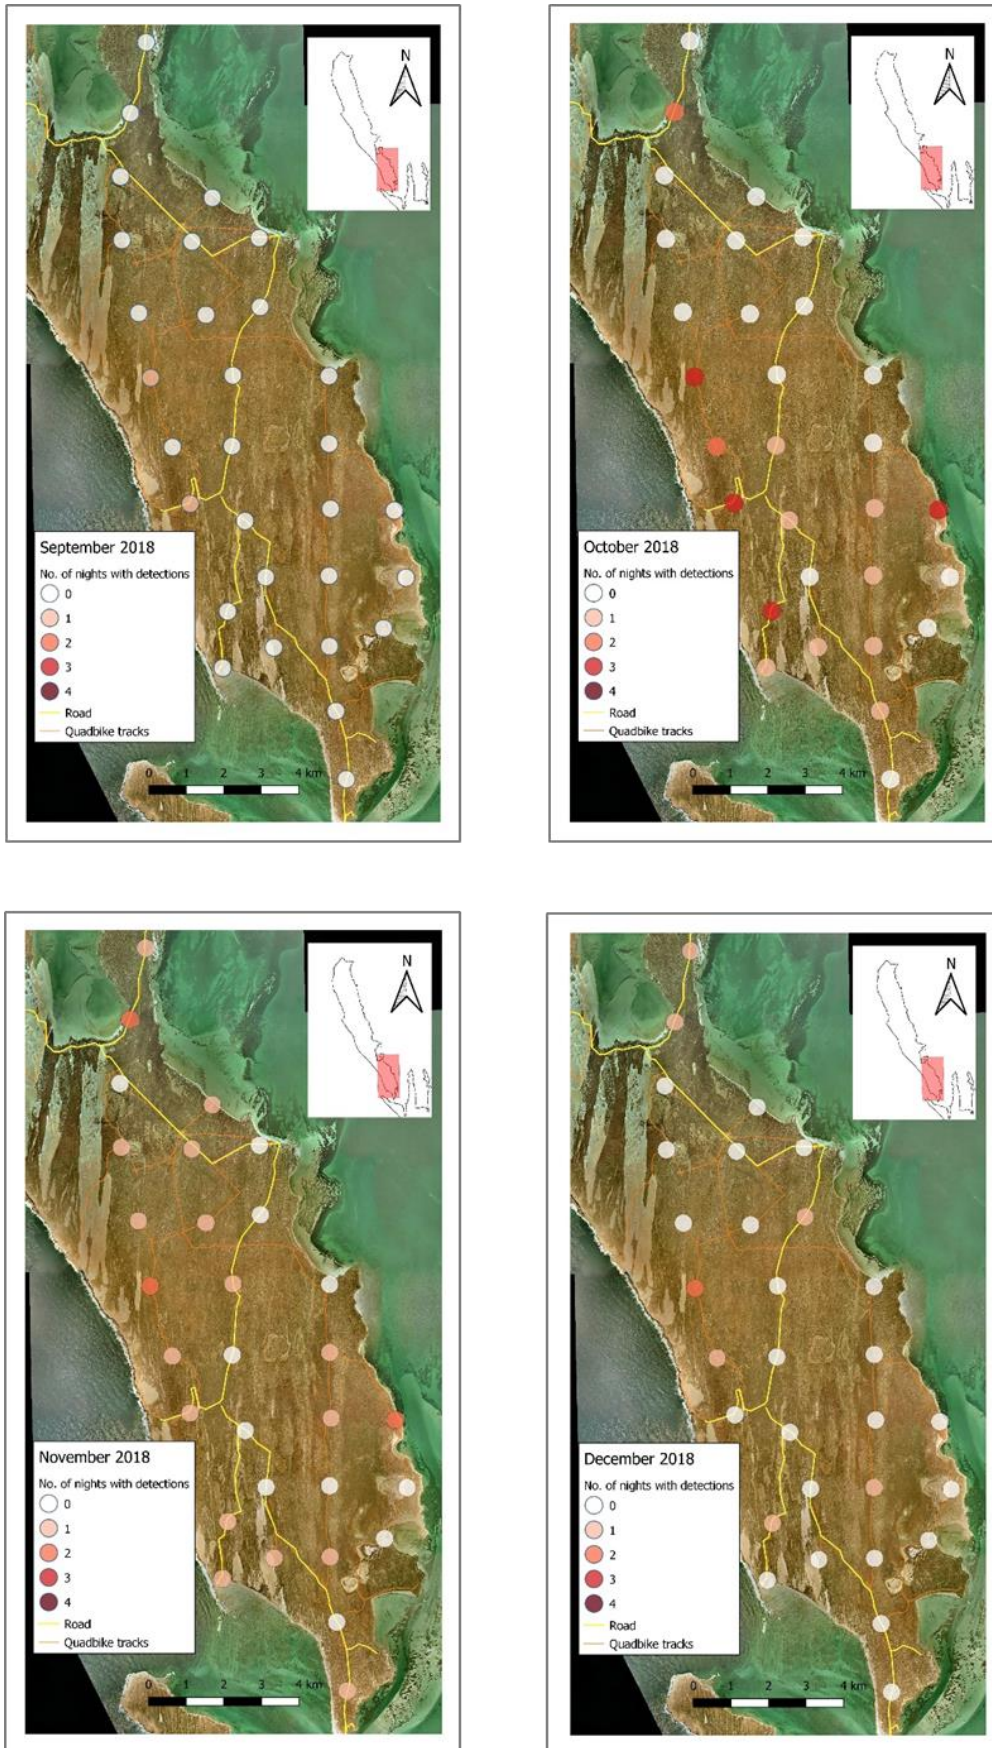 N
September 2018
No. of nights with detections
0
1
2
3
4
Road
Quadbike tracks
0 1 2 3 4 km
N
October 2018
No. of nights with detections
0
1
2
3
4
Road
Quadbike tracks
0 1 2 3 4 km
N
November 2018
No. of nights with detections
0
1
2
3
4
Road
Quadbike tracks
0 1 2 3 4 km
N
December 2018
No. of nights with detections
0
1
2
3
4
Road
Quadbike tracks
0 1 2 3 4 km